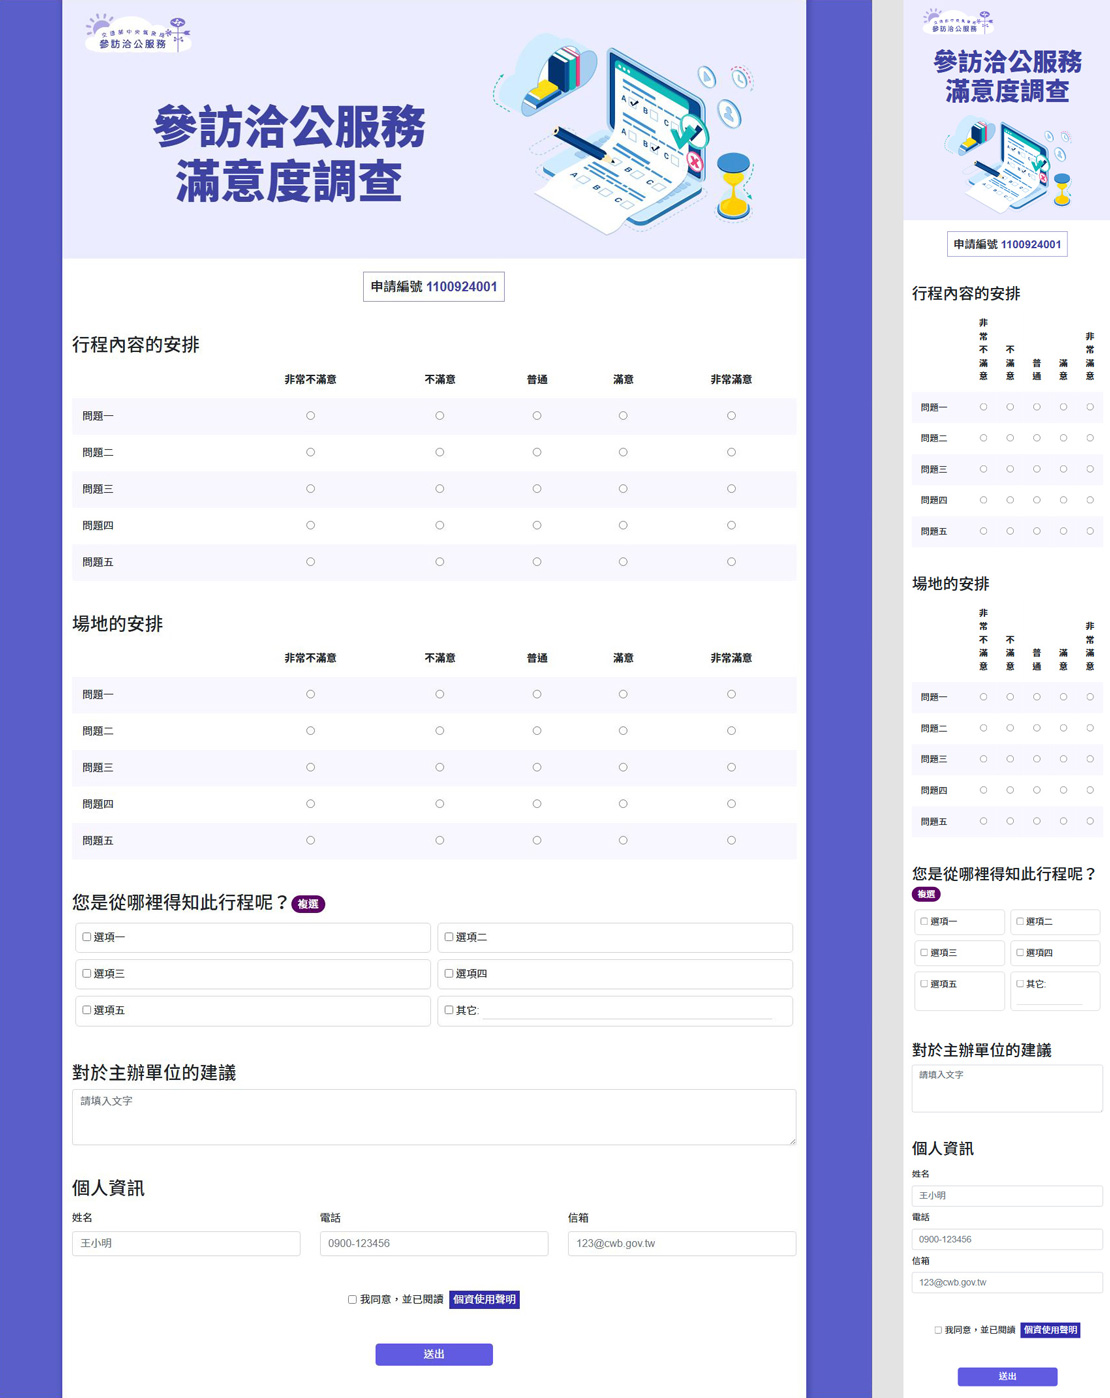 交通部中央氣象局
參訪洽公服務
參訪洽公服務
滿意度調查
A B C
A B C
A B C
申請編號 1100924001
行程內容的安排
非常不滿意 不滿意 普通 滿意 非常滿意
問題一
問題二
問題三
問題四
問題五
場地的安排
非常不滿意 不滿意 普通 滿意 非常滿意
問題一
問題二
問題三
問題四
問題五
您是從哪裡得知此行程呢？ 複選
選項一 選項二
選項三 選項四
選項五 其它:
對於主辦單位的建議
請填入文字
個人資訊
姓名 電話 信箱
王小明 0900-123456 123@cwb.gov.tw
我同意，並已閱讀 個資使用聲明
送出
參訪洽公服務
參訪洽公服務
滿意度調查
申請編號 1100924001
行程內容的安排
非常不滿意 不滿意 普通 滿意 非常滿意
問題一
問題二
問題三
問題四
問題五
場地的安排
非常不滿意 不滿意 普通 滿意 非常滿意
問題一
問題二
問題三
問題四
問題五
您是從哪裡得知此行程呢？
複選
選項一 選項二
選項三 選項四
選項五 其它:
對於主辦單位的建議
請填入文字
個人資訊
姓名
王小明
電話
0900-123456
信箱
123@cwb.gov.tw
我同意，並已閱讀 個資使用聲明
送出